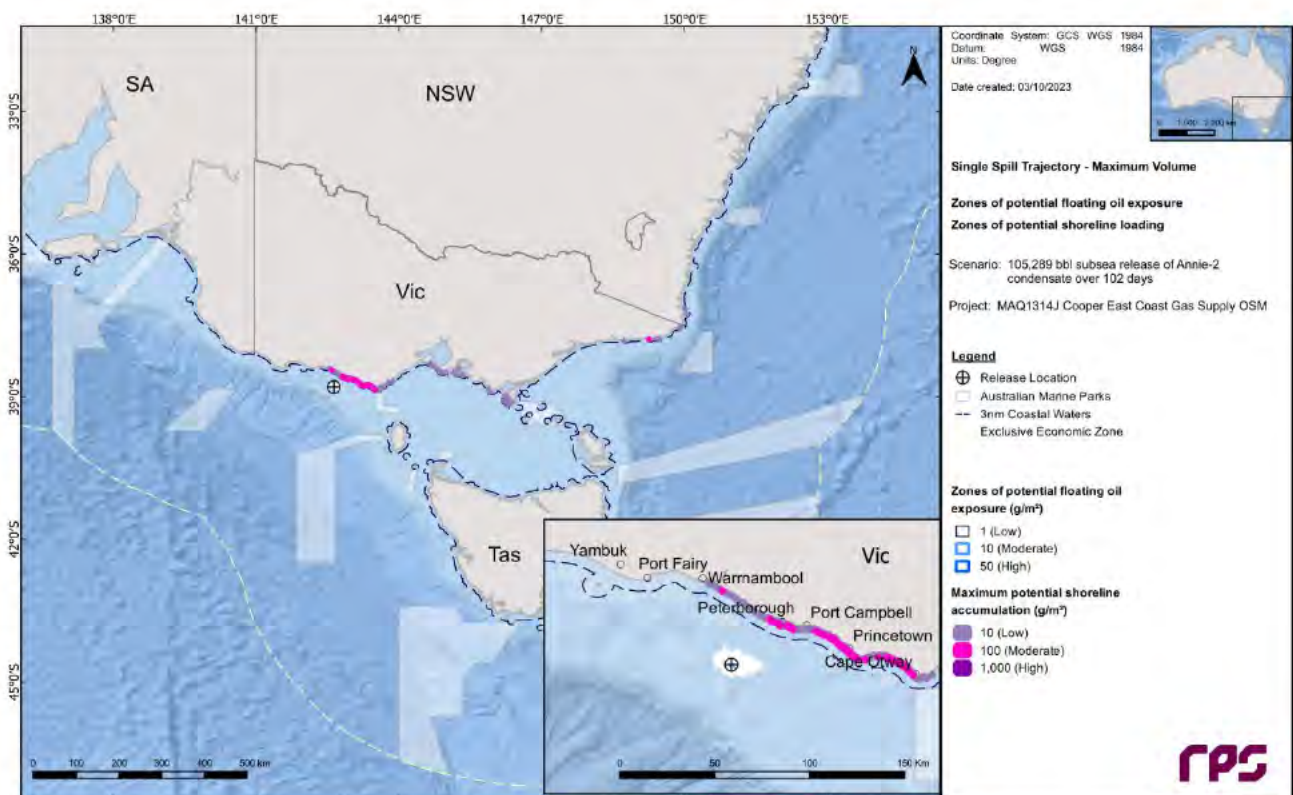 138°0'E 141°0'E 144°0'E 147°0'E 150°0'E 153°0'E
33°0'S
36°0'S
39°0'S
42°0'S
45°0'S
SA
NSW
Vic
Tas
N
0 100 200 300 400 500 km
Yambuk
Port Fairy
Warnambool
Vic
Peterborough
Port Campbell
Princetown
Cape Otway
0 50 100 150 Km
Coordinate System: GCS WGS 1984
Datum: WGS 1984
Units: Degree
Date created: 03/10/2023
0 1,000 2,000 km
Single Spill Trajectory - Maximum Volume
Zones of potential floating oil exposure
Zones of potential shoreline loading
Scenario: 105,289 bbl subsea release of Annie-2
condensate over 102 days
Project: MAQ1314J Cooper East Coast Gas Supply OSM
Legend
Release Location
Australian Marine Parks
3nm Coastal Waters
Exclusive Economic Zone
Zones of potential floating oil
exposure (g/m²)
1 (Low)
10 (Moderate)
50 (High)
Maximum potential shoreline
accumulation (g/m²)
10 (Low)
100 (Moderate)
1,000 (High)
rps